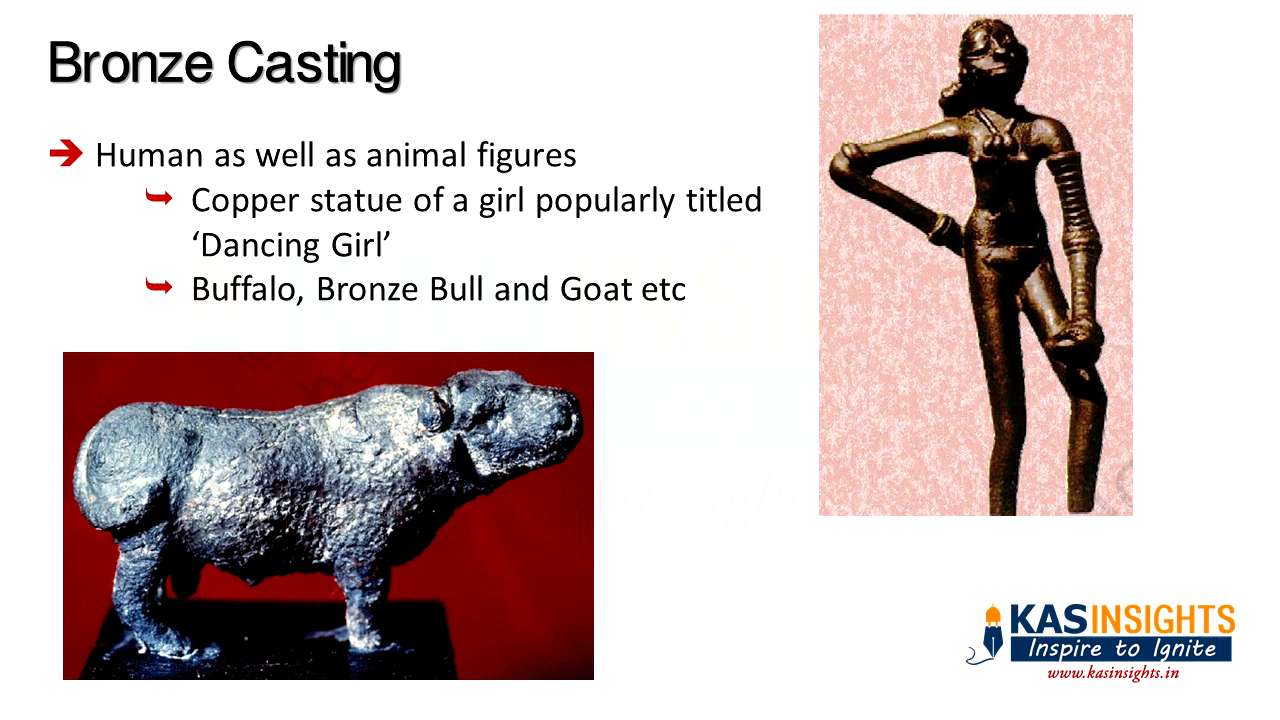 Bronze Casting
Human as well as animal figures
Copper statue of a girl popularly titled
‘Dancing Girl’
Buffalo, Bronze Bull and Goat etc
KASINSIGHTS
Inspire to Ignite
www.kasinsights.in